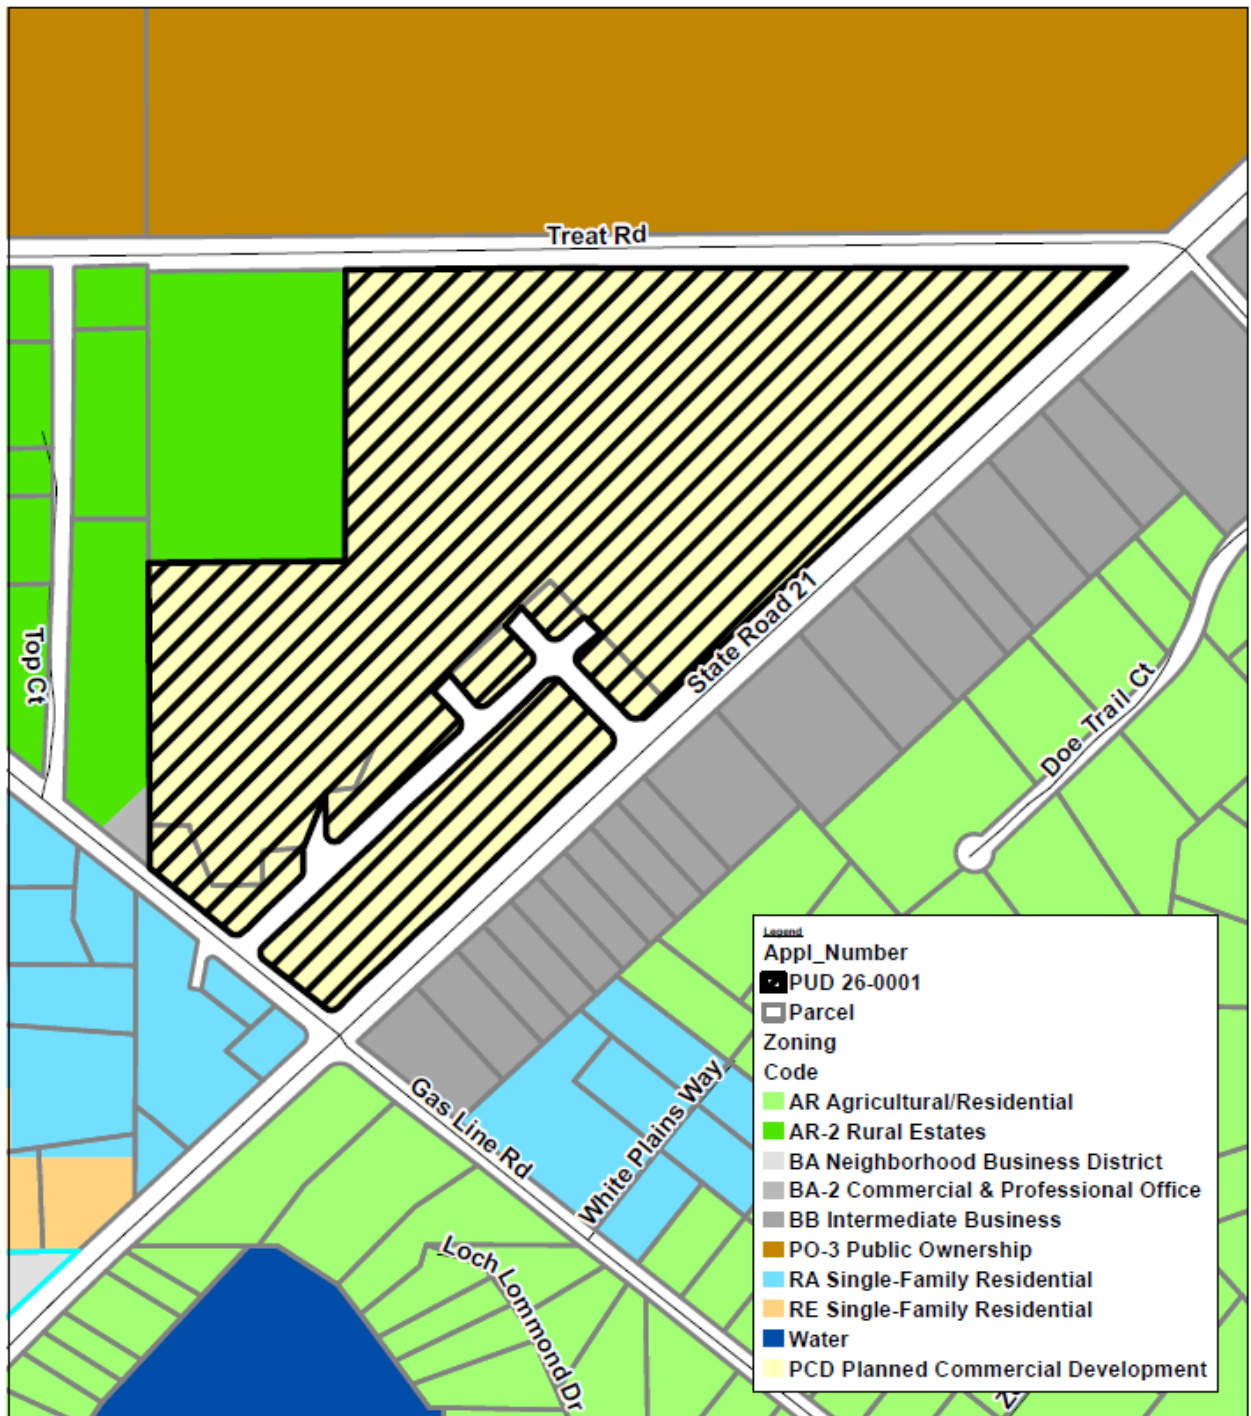 Treat Rd
State Road 21
Top Ct
Doe Trail Ct
Gas Line Rd
White Plains Way
Loch Lommond Dr
Legend
Appl_Number
PUD 26-0001
Parcel
Zoning
Code
AR Agricultural/Residential
AR-2 Rural Estates
BA Neighborhood Business District
BA-2 Commercial & Professional Office
BB Intermediate Business
PO-3 Public Ownership
RA Single-Family Residential
RE Single-Family Residential
Water
PCD Planned Commercial Development